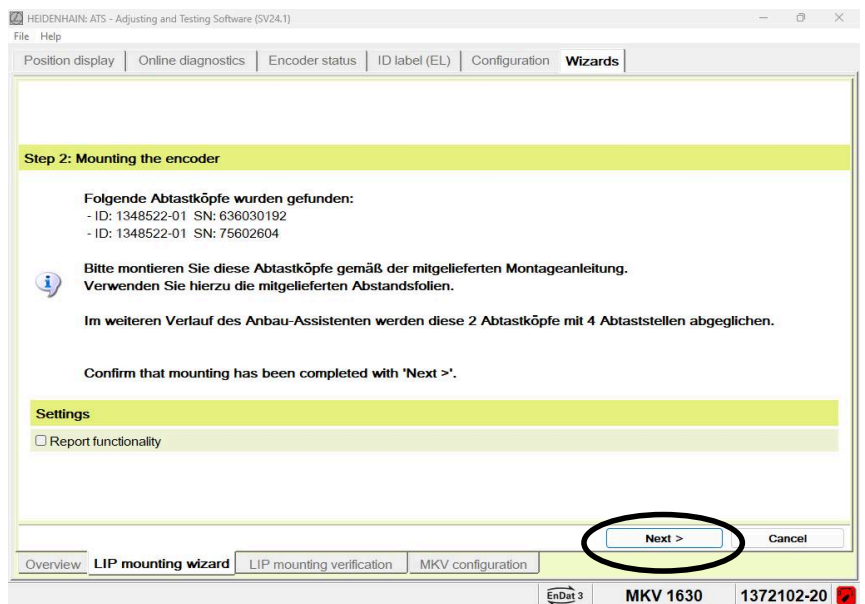 HEIDENHAIN: ATS - Adjusting and Testing Software (SV24.1)
File Help
Position display Online diagnostics Encoder status ID label (EL) Configuration Wizards
Step 2: Mounting the encoder
Folgende Abtastköpfe wurden gefunden:
- ID: 1348522-01 SN: 636030192
- ID: 1348522-01 SN: 75602604
Bitte montieren Sie diese Abtastköpfe gemäß der mitgelieferten Montageanleitung.
Verwenden Sie hierzu die mitgelieferten Abstandsfolien.
Im weiteren Verlauf des Anbau-Assistenten werden diese 2 Abtastköpfe mit 4 Abtaststellen abgeglichen.
Confirm that mounting has been completed with 'Next >'.
Settings
Report functionality
Next > Cancel
Overview LIP mounting wizard LIP mounting verification MKV configuration
EnDat 3 MKV 1630 1372102-20